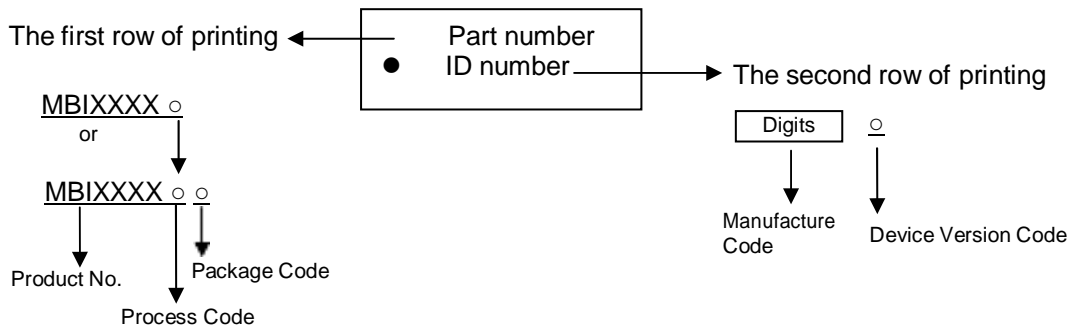 The first row of printing
Part number
ID number
The second row of printing
MBIXXXX ○
or
MBIXXXX ○ ○
Product No.
Process Code
Package Code
Digits ○
Manufacture
Code
Device Version Code